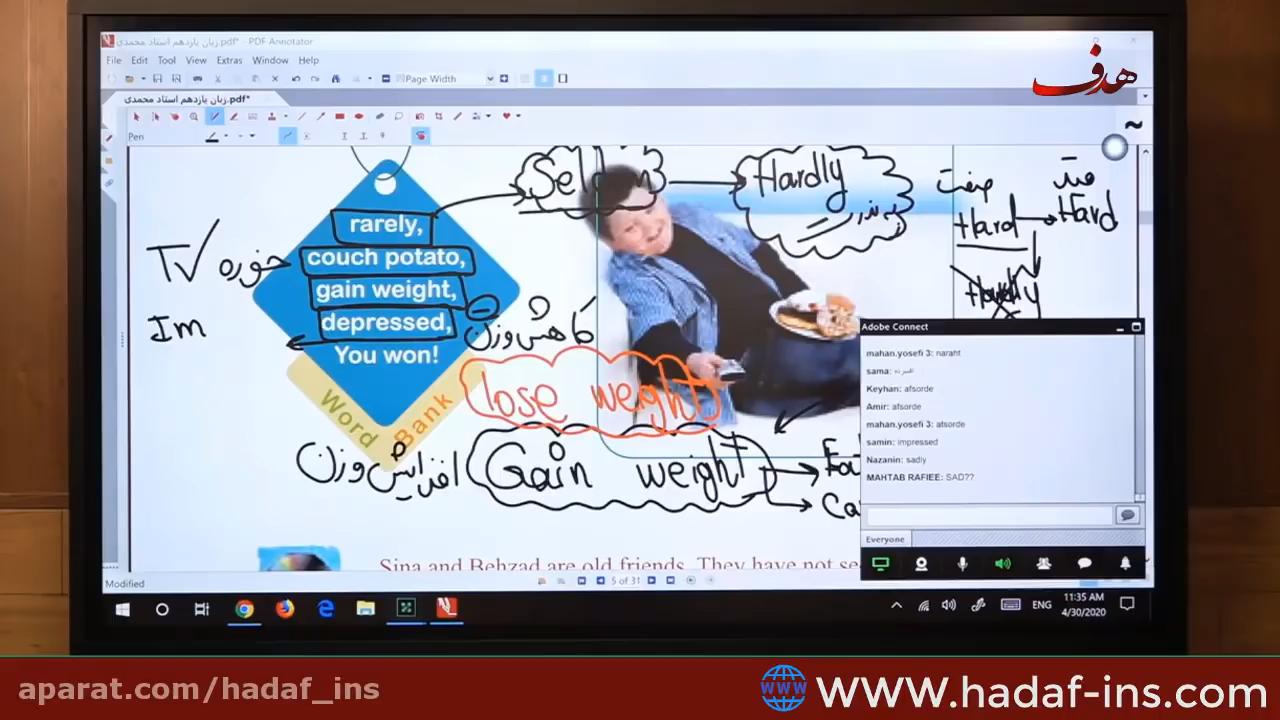 زبان یازدهم استاد محمدی.pdf* - PDF Annotator
هدف
File Edit Tool View Extras Window Help
Page Width
زبان یازدهم استاد محمدی.pdf*
Pen
Hardly
صفت
قید
Hard
Hard
Hardly
rarely,
couch potato,
gain weight,
depressed,
You won!
Word Bank
TV
خوره
Im
کاهش وزن
lose weight
افزایش وزن
Gain weight
Adobe Connect
mahan.yosefi 3: naraht
sama: افسرده
Keyhan: afsorde
Amir: afsorde
mahan.yosefi 3: afsorde
samin: impressed
Nazanin: sadly
MAHTAB RAFIEE: SAD??
Everyone
Sina and Behzad are old friends. They have not se
Modified
5 of 31
ENG
11:35 AM
4/30/2020
aparat.com/hadaf_ins
WWW
WWW.hadaf-ins.com